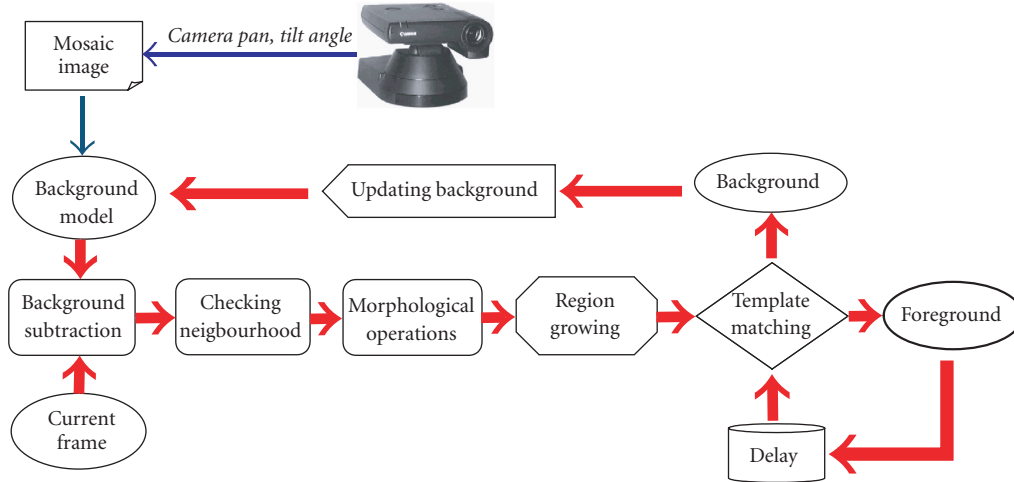 Mosaic
image
Camera pan, tilt angle
Canon
Background
model
Updating background
Background
Background
subtraction
Checking
neigbourhood
Morphological
operations
Region
growing
Template
matching
Foreground
Current
frame
Delay